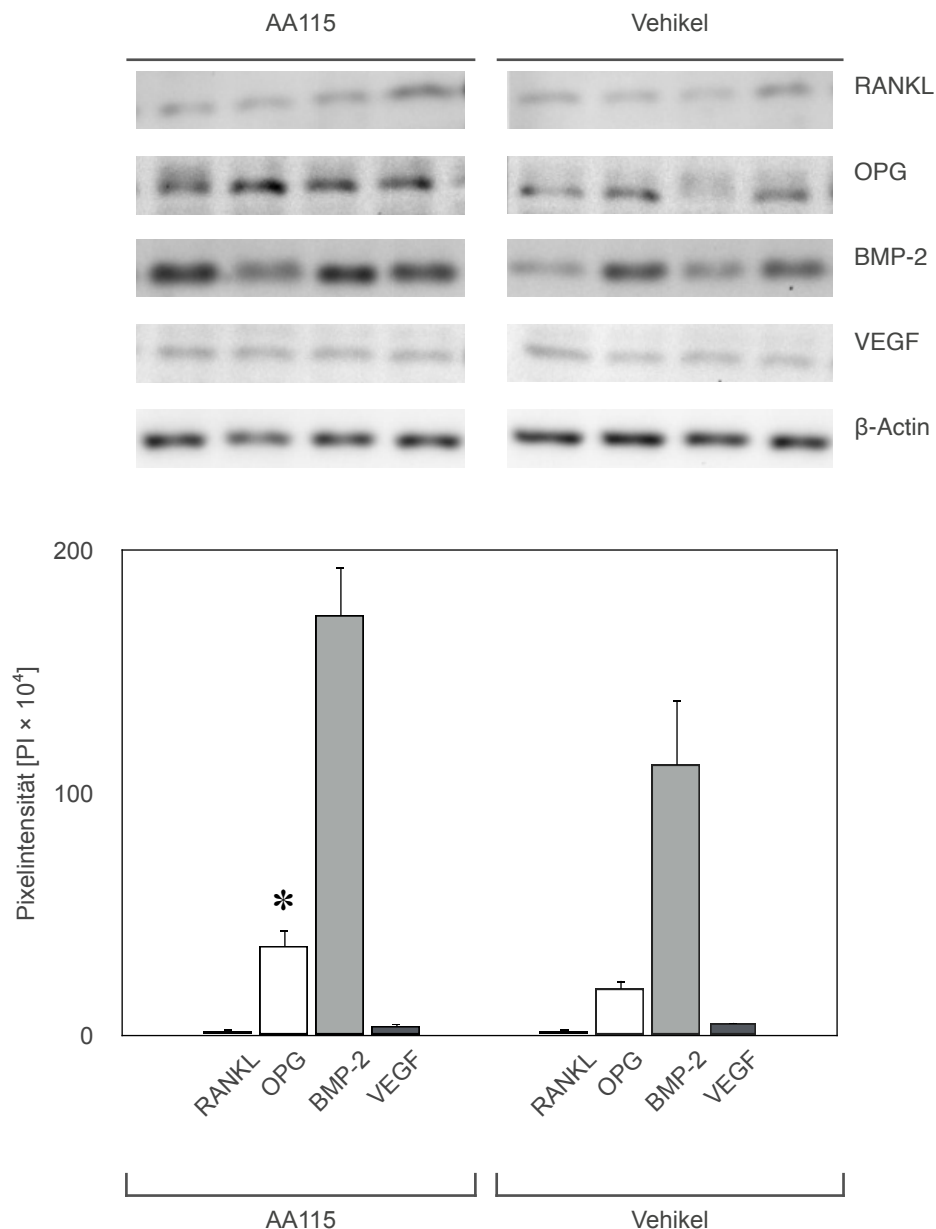 AA115 Vehikel
RANKL
OPG
BMP-2
VEGF
β-Actin
200
100
0
Pixelintensität [PI × 10⁴]
*
RANKL OPG BMP-2 VEGF RANKL OPG BMP-2 VEGF
AA115 Vehikel